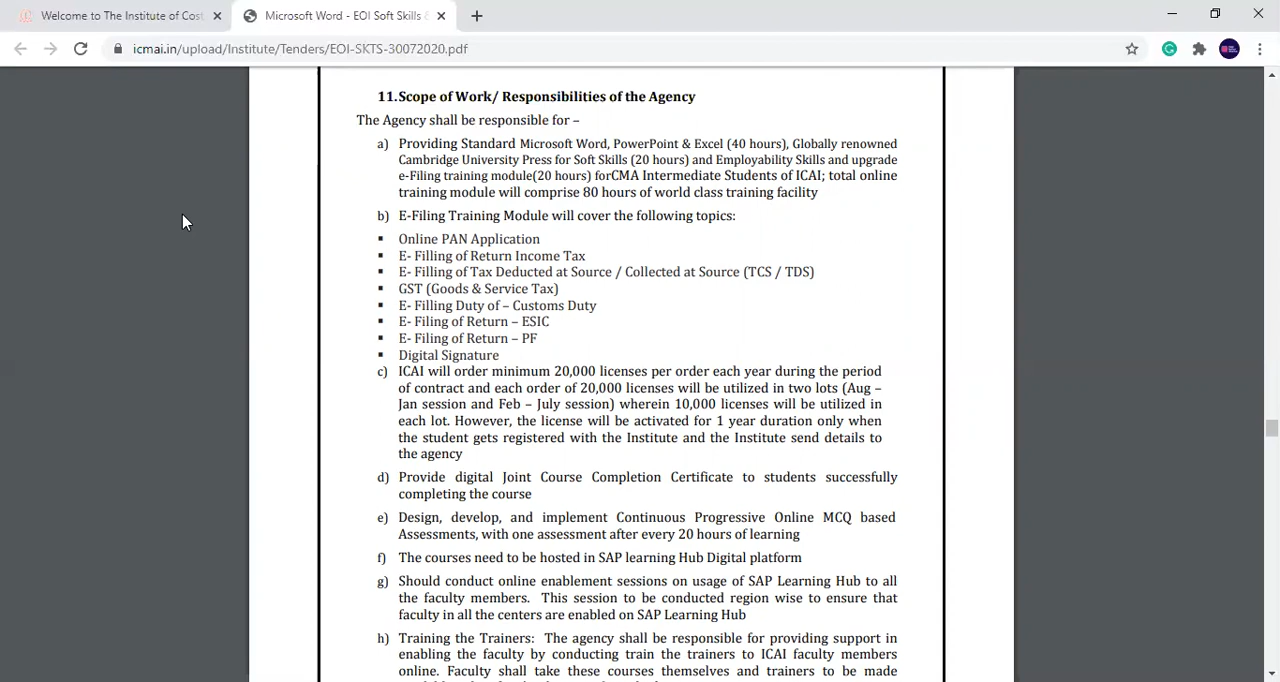 Welcome to The Institute of Cost
Microsoft Word - EOI Soft Skills &
icmai.in/upload/Institute/Tenders/EOI-SKTS-30072020.pdf
11.Scope of Work/ Responsibilities of the Agency
The Agency shall be responsible for –
a) Providing Standard Microsoft Word, PowerPoint & Excel (40 hours), Globally renowned
Cambridge University Press for Soft Skills (20 hours) and Employability Skills and upgrade
e-Filing training module(20 hours) forCMA Intermediate Students of ICAI; total online
training module will comprise 80 hours of world class training facility
b) E-Filing Training Module will cover the following topics:
▪ Online PAN Application
▪ E- Filling of Return Income Tax
▪ E- Filling of Tax Deducted at Source / Collected at Source (TCS / TDS)
▪ GST (Goods & Service Tax)
▪ E- Filling Duty of – Customs Duty
▪ E- Filing of Return – ESIC
▪ E- Filing of Return – PF
▪ Digital Signature
c) ICAI will order minimum 20,000 licenses per order each year during the period
of contract and each order of 20,000 licenses will be utilized in two lots (Aug –
Jan session and Feb – July session) wherein 10,000 licenses will be utilized in
each lot. However, the license will be activated for 1 year duration only when
the student gets registered with the Institute and the Institute send details to
the agency
d) Provide digital Joint Course Completion Certificate to students successfully
completing the course
e) Design, develop, and implement Continuous Progressive Online MCQ based
Assessments, with one assessment after every 20 hours of learning
f) The courses need to be hosted in SAP learning Hub Digital platform
g) Should conduct online enablement sessions on usage of SAP Learning Hub to all
the faculty members. This session to be conducted region wise to ensure that
faculty in all the centers are enabled on SAP Learning Hub
h) Training the Trainers: The agency shall be responsible for providing support in
enabling the faculty by conducting train the trainers to ICAI faculty members
online. Faculty shall take these courses themselves and trainers to be made